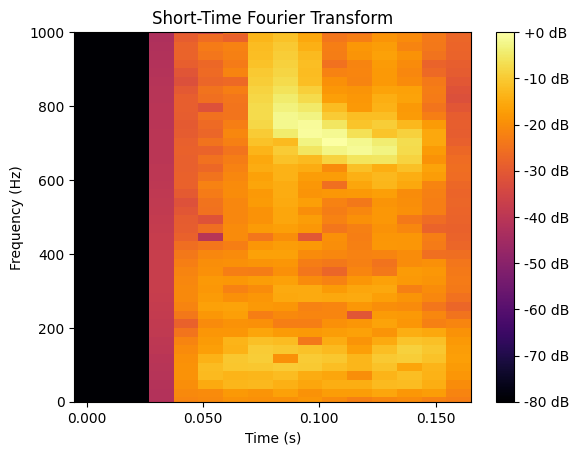 Short-Time Fourier Transform
1000
800
600
400
200
0
Frequency (Hz)
0.000
0.050
0.100
0.150
Time (s)
+0 dB
-10 dB
-20 dB
-30 dB
-40 dB
-50 dB
-60 dB
-70 dB
-80 dB